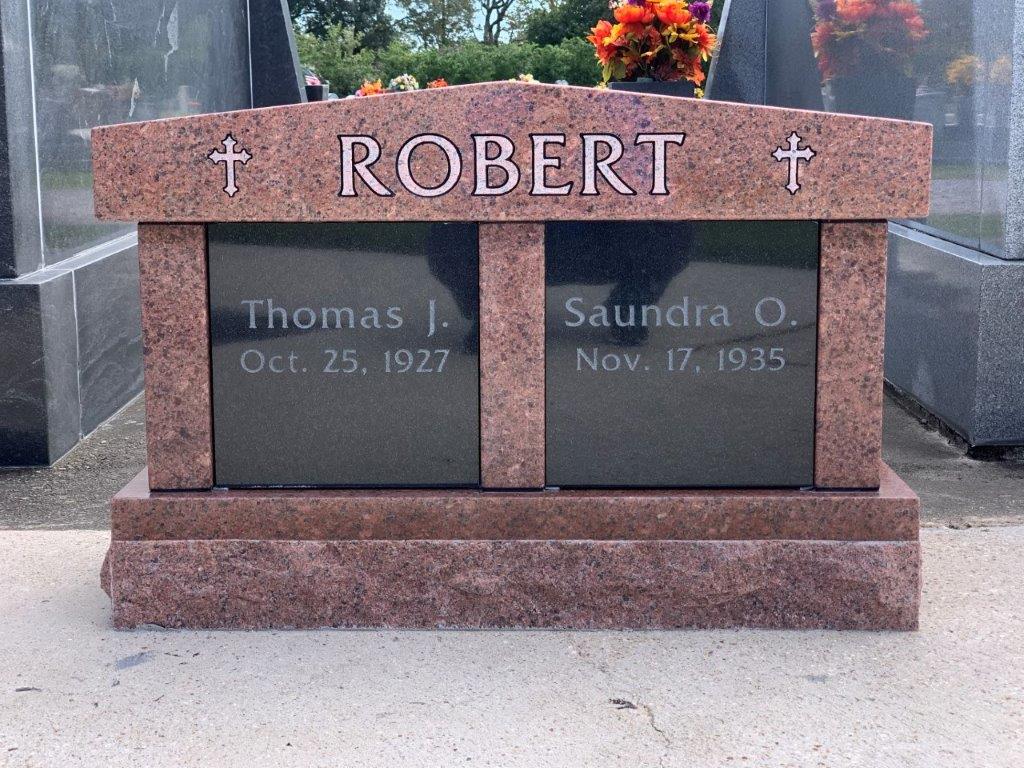 ROBERT
Thomas J.
Oct. 25, 1927
Saundra O.
Nov. 17, 1935